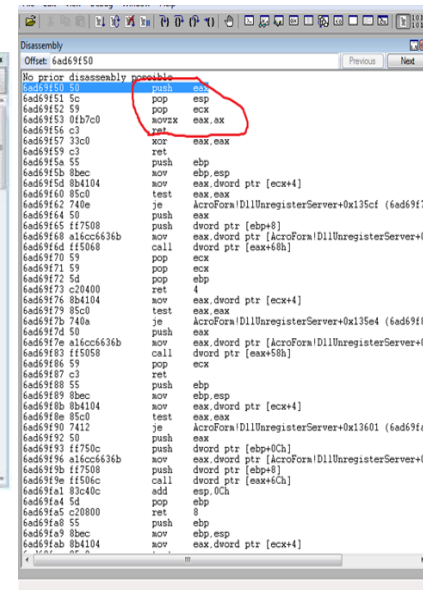 Disassembly
Offset: 6ad69f50 Previous Next
No prior disassembly possible
6ad69f50 50 push eax
6ad69f51 5c pop esp
6ad69f52 59 pop ecx
6ad69f53 0fb7c0 movzx eax,ax
6ad69f56 c3 ret
6ad69f57 33c0 xor eax,eax
6ad69f59 c3 ret
6ad69f5a 55 push ebp
6ad69f5b 8bec mov ebp,esp
6ad69f5d 8b4104 mov eax,dword ptr [ecx+4]
6ad69f60 85c0 test eax,eax
6ad69f62 740e je AcroForm!DllUnregisterServer+0x135cf (6ad69f7
6ad69f64 50 push eax
6ad69f65 ff7508 push dword ptr [ebp+8]
6ad69f68 a16cc6636b mov eax,dword ptr [AcroForm!DllUnregisterServer+0
6ad69f6d ff5068 call dword ptr [eax+68h]
6ad69f70 59 pop ecx
6ad69f71 59 pop ecx
6ad69f72 5d pop ebp
6ad69f73 c20400 ret 4
6ad69f76 8b4104 mov eax,dword ptr [ecx+4]
6ad69f79 85c0 test eax,eax
6ad69f7b 740a je AcroForm!DllUnregisterServer+0x135e4 (6ad69f8
6ad69f7d 50 push eax
6ad69f7e a16cc6636b mov eax,dword ptr [AcroForm!DllUnregisterServer+0
6ad69f83 ff5058 call dword ptr [eax+58h]
6ad69f86 59 pop ecx
6ad69f87 c3 ret
6ad69f88 55 push ebp
6ad69f89 8bec mov ebp,esp
6ad69f8b 8b4104 mov eax,dword ptr [ecx+4]
6ad69f8e 85c0 test eax,eax
6ad69f90 7412 je AcroForm!DllUnregisterServer+0x13601 (6ad69fa
6ad69f92 50 push eax
6ad69f93 ff750c push dword ptr [ebp+0Ch]
6ad69f96 a16cc6636b mov eax,dword ptr [AcroForm!DllUnregisterServer+0
6ad69f9b ff7508 push dword ptr [ebp+8]
6ad69f9e ff506c call dword ptr [eax+6Ch]
6ad69fa1 83c40c add esp,0Ch
6ad69fa4 5d pop ebp
6ad69fa5 c20800 ret 8
6ad69fa8 55 push ebp
6ad69fa9 8bec mov ebp,esp
6ad69fab 8b4104 mov eax,dword ptr [ecx+4]